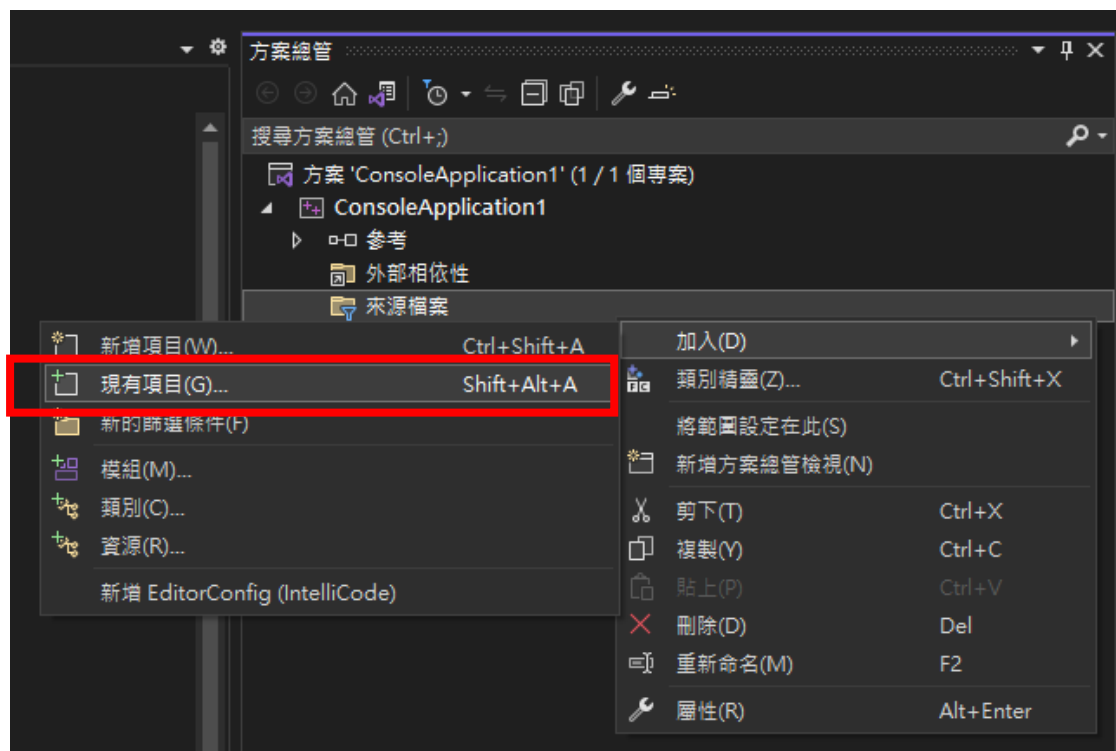 方案總管
搜尋方案總管 (Ctrl+;)
方案 'ConsoleApplication1' (1 / 1 個專案)
ConsoleApplication1
參考
外部相依性
來源檔案
加入(D)
類別精靈(Z)... Ctrl+Shift+X
將範圍設定在此(S)
新增方案總管檢視(N)
剪下(T) Ctrl+X
複製(Y) Ctrl+C
貼上(P) Ctrl+V
刪除(D) Del
重新命名(M) F2
屬性(R) Alt+Enter
新增項目(W)... Ctrl+Shift+A
現有項目(G)... Shift+Alt+A
新的篩選條件(F)
模組(M)...
類別(C)...
資源(R)...
新增 EditorConfig (IntelliCode)